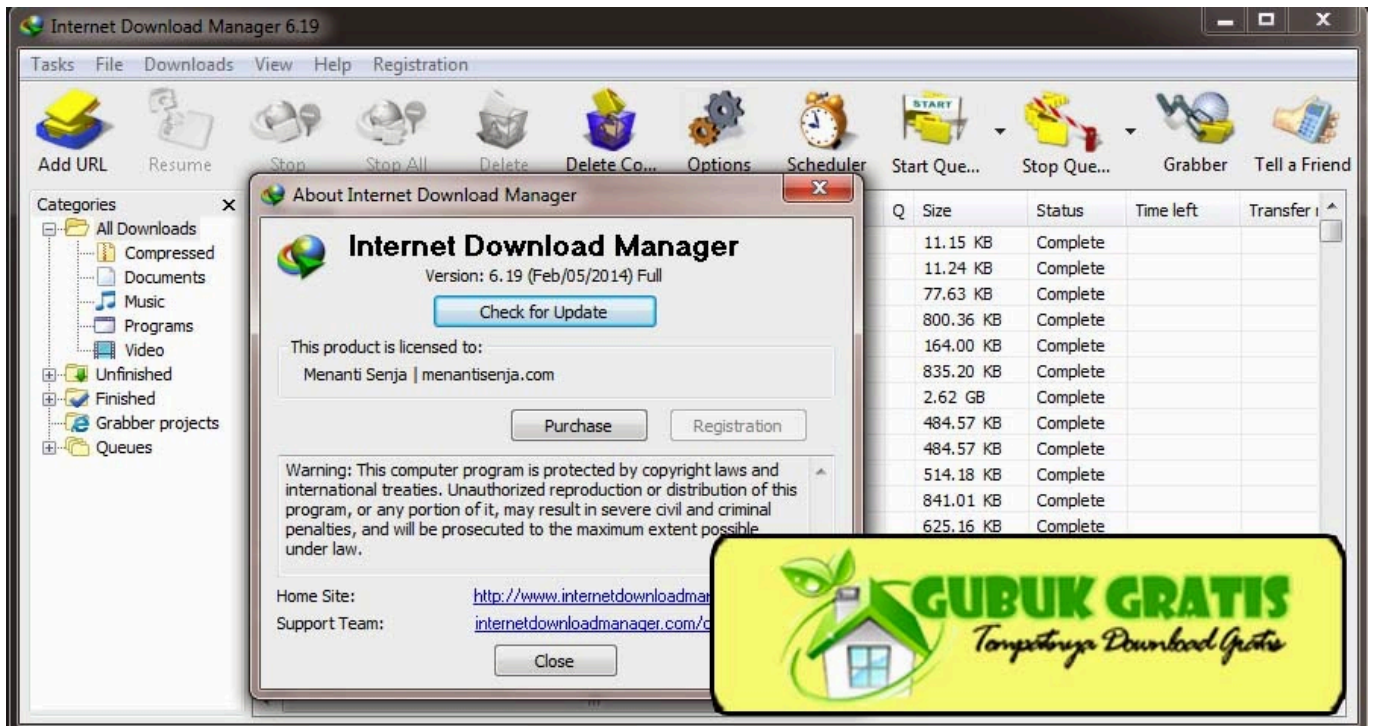 Internet Download Manager 6.19
Tasks File Downloads View Help Registration
Add URL Resume Stop Stop All Delete Delete Co... Options Scheduler Start Que... Stop Que... Grabber Tell a Friend
START
Categories
All Downloads
Compressed
Documents
Music
Programs
Video
Unfinished
Finished
Grabber projects
Queues
About Internet Download Manager
Internet Download Manager
Version: 6.19 (Feb/05/2014) Full
Check for Update
This product is licensed to:
Menanti Senja | menantisenja.com
Purchase Registration
Warning: This computer program is protected by copyright laws and
international treaties. Unauthorized reproduction or distribution of this
program, or any portion of it, may result in severe civil and criminal
penalties, and will be prosecuted to the maximum extent possible
under law.
Home Site: http://www.internetdownloadmar
Support Team: internetdownloadmanager.com/c
Close
Q Size Status Time left Transfer r
11.15 KB Complete
11.24 KB Complete
77.63 KB Complete
800.36 KB Complete
164.00 KB Complete
835.20 KB Complete
2.62 GB Complete
484.57 KB Complete
484.57 KB Complete
514.18 KB Complete
841.01 KB Complete
625.16 KB Complete
GUBUK GRATIS
Tempatnya Download Gratis